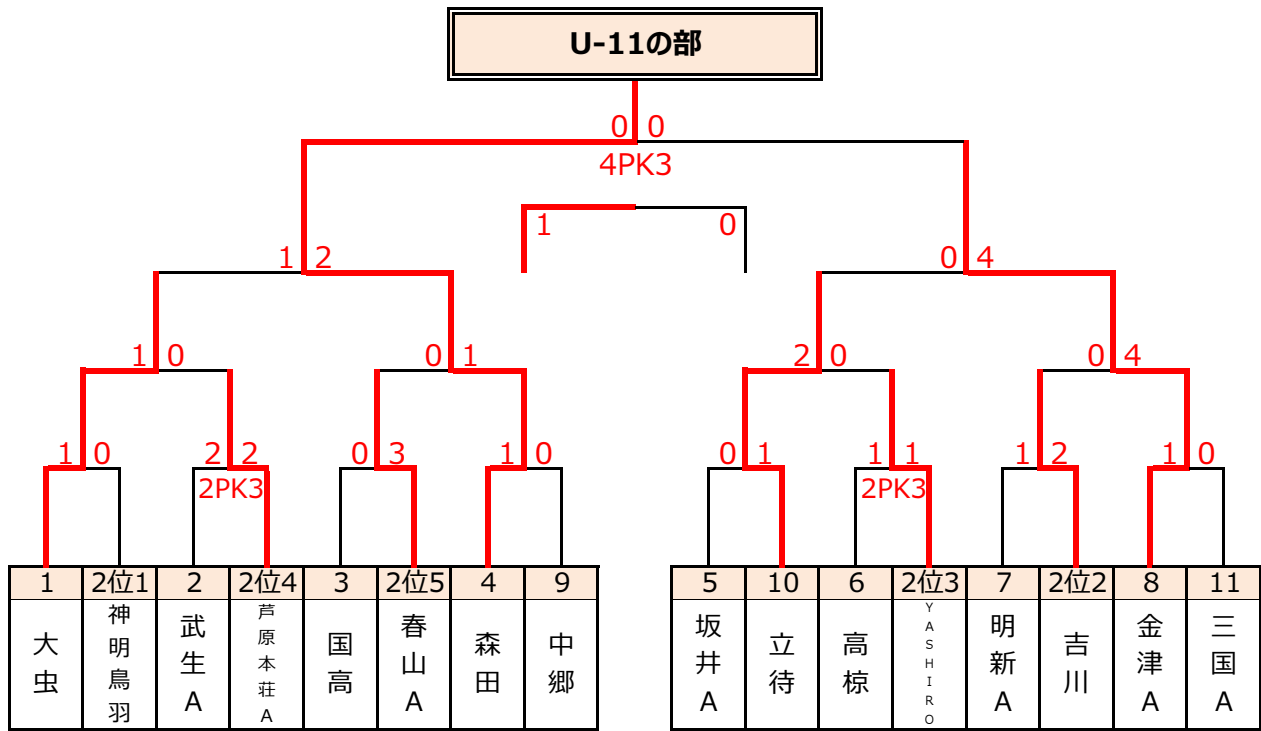 U-11の部
0 0
4PK3
1 0
1 2
0 4
1 0
0 1
2 0
0 4
1 0
2 2
0 3
1 0
0 1
1 1
1 2
1 0
2PK3
2PK3
1 2位1 2 2位4 3 2位5 4 9
5 10 6 2位3 7 2位2 8 11
大虫
神明鳥羽
武生A
芦原本荘A
国高
春山A
森田
中郷
坂井A
立待
高椋
YASHIRO
明新A
吉川
金津A
三国A